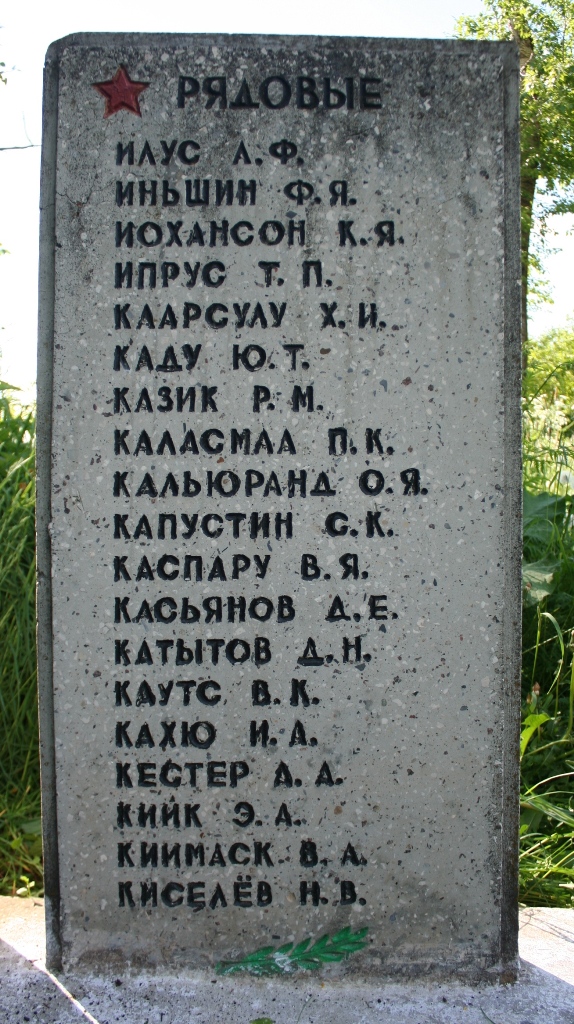 РЯДОВЫЕ
ИЛУС Л.Ф.
ИНЬШИН Ф.Я.
ИОХАНСОН К.Я.
ИПРУС Т.П.
КААРСУЛУ Х.И.
КАДУ Ю.Т.
КАЗИК Р.М.
КАЛАСМАА П.К.
КАЛЬЮРАНД О.Я.
КАПУСТИН С.К.
КАСПАРУ В.Я.
КАСЬЯНОВ Д.Е.
КАТЫТОВ Д.Н.
КАУТС В.К.
КАХЮ И.А.
КЕСТЕР А.А.
КИЙК Э.А.
КИИМАСК В.А.
КИСЕЛЁВ Н.В.